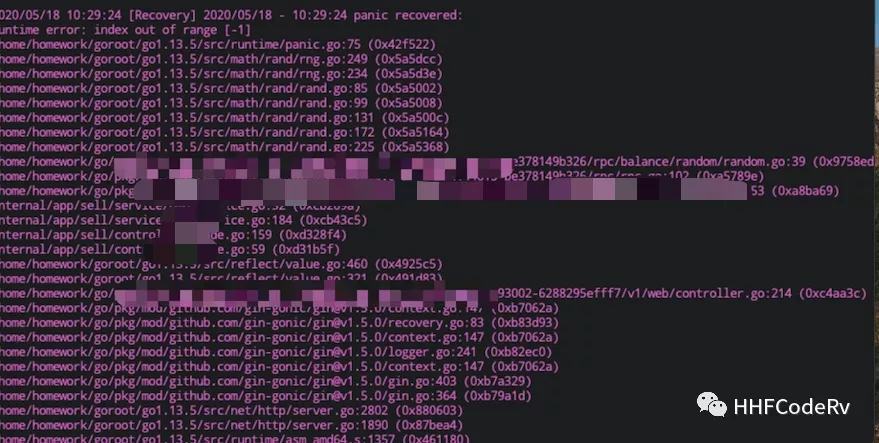 020/05/18 10:29:24 [Recovery] 2020/05/18 - 10:29:24 panic recovered:
untime error: index out of range [-1]
home/homework/goroot/go1.13.5/src/runtime/panic.go:75 (0x42f522)
home/homework/goroot/go1.13.5/src/math/rand/rng.go:249 (0x5a5dcc)
home/homework/goroot/go1.13.5/src/math/rand/rng.go:234 (0x5a5d3e)
home/homework/goroot/go1.13.5/src/math/rand/rand.go:85 (0x5a5002)
home/homework/goroot/go1.13.5/src/math/rand/rand.go:99 (0x5a5008)
home/homework/goroot/go1.13.5/src/math/rand/rand.go:131 (0x5a500c)
home/homework/goroot/go1.13.5/src/math/rand/rand.go:172 (0x5a5164)
home/homework/goroot/go1.13.5/src/math/rand/rand.go:225 (0x5a5368)
home/homework/go/ e378149b326/rpc/balance/random/random.go:39 (0x9758ed
home/homework/go/pkg be378149b326/rpc/rpc.go:102 (0xa5789e)
home/homework/go/pkg 53 (0xa8ba69)
nternal/app/sell/service ce.go:52 (0xcb209a)
nternal/app/sell/service ice.go:184 (0xcb43c5)
nternal/app/sell/control e.go:159 (0xd328f4)
nternal/app/sell/cont e.go:59 (0xd31b5f)
home/homework/goroot/go1.13.5/src/reflect/value.go:460 (0x4925c5)
home/homework/goroot/go1.13.5/src/reflect/value.go:321 (0x491d83)
home/homework/go/ 93002-6288295efff7/v1/web/controller.go:214 (0xc4aa3c)
home/homework/go/pkg/mod/github.com/gin-gonic/gin@v1.5.0/context.go:147 (0xb7062a)
home/homework/go/pkg/mod/github.com/gin-gonic/gin@v1.5.0/recovery.go:83 (0xb83d93)
home/homework/go/pkg/mod/github.com/gin-gonic/gin@v1.5.0/context.go:147 (0xb7062a)
home/homework/go/pkg/mod/github.com/gin-gonic/gin@v1.5.0/logger.go:241 (0xb82ec0)
home/homework/go/pkg/mod/github.com/gin-gonic/gin@v1.5.0/context.go:147 (0xb7062a)
home/homework/go/pkg/mod/github.com/gin-gonic/gin@v1.5.0/gin.go:403 (0xb7a329)
home/homework/go/pkg/mod/github.com/gin-gonic/gin@v1.5.0/gin.go:364 (0xb79a1d)
home/homework/goroot/go1.13.5/src/net/http/server.go:2802 (0x880603)
home/homework/goroot/go1.13.5/src/net/http/server.go:1890 (0x87bea4)
home/homework/goroot/go1.13.5/src/runtime/asm_amd64.s:1357 (0x461180)
HHFCodeRv